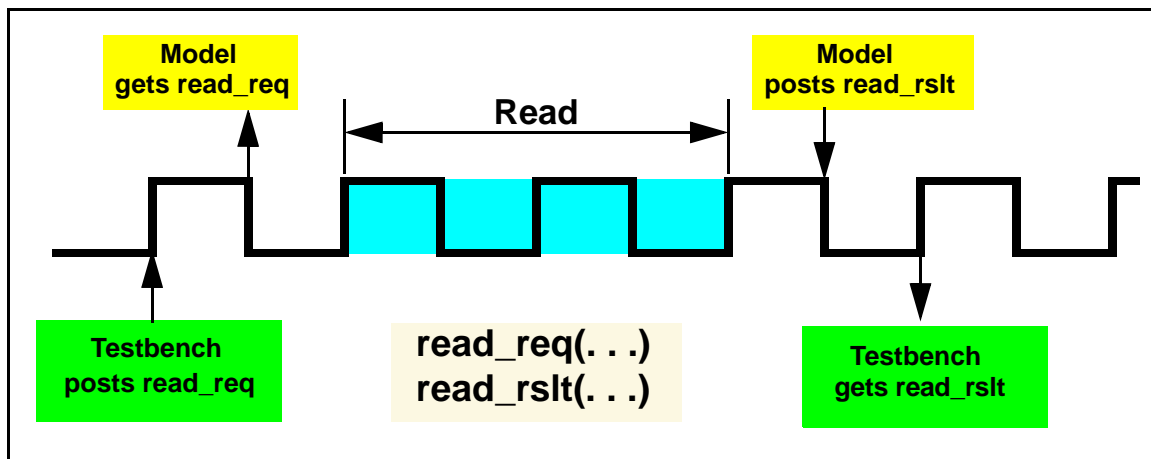 Model
gets read_req
Read
Model
posts read_rslt
Testbench
posts read_req
read_req(. . .)
read_rslt(. . .)
Testbench
gets read_rslt